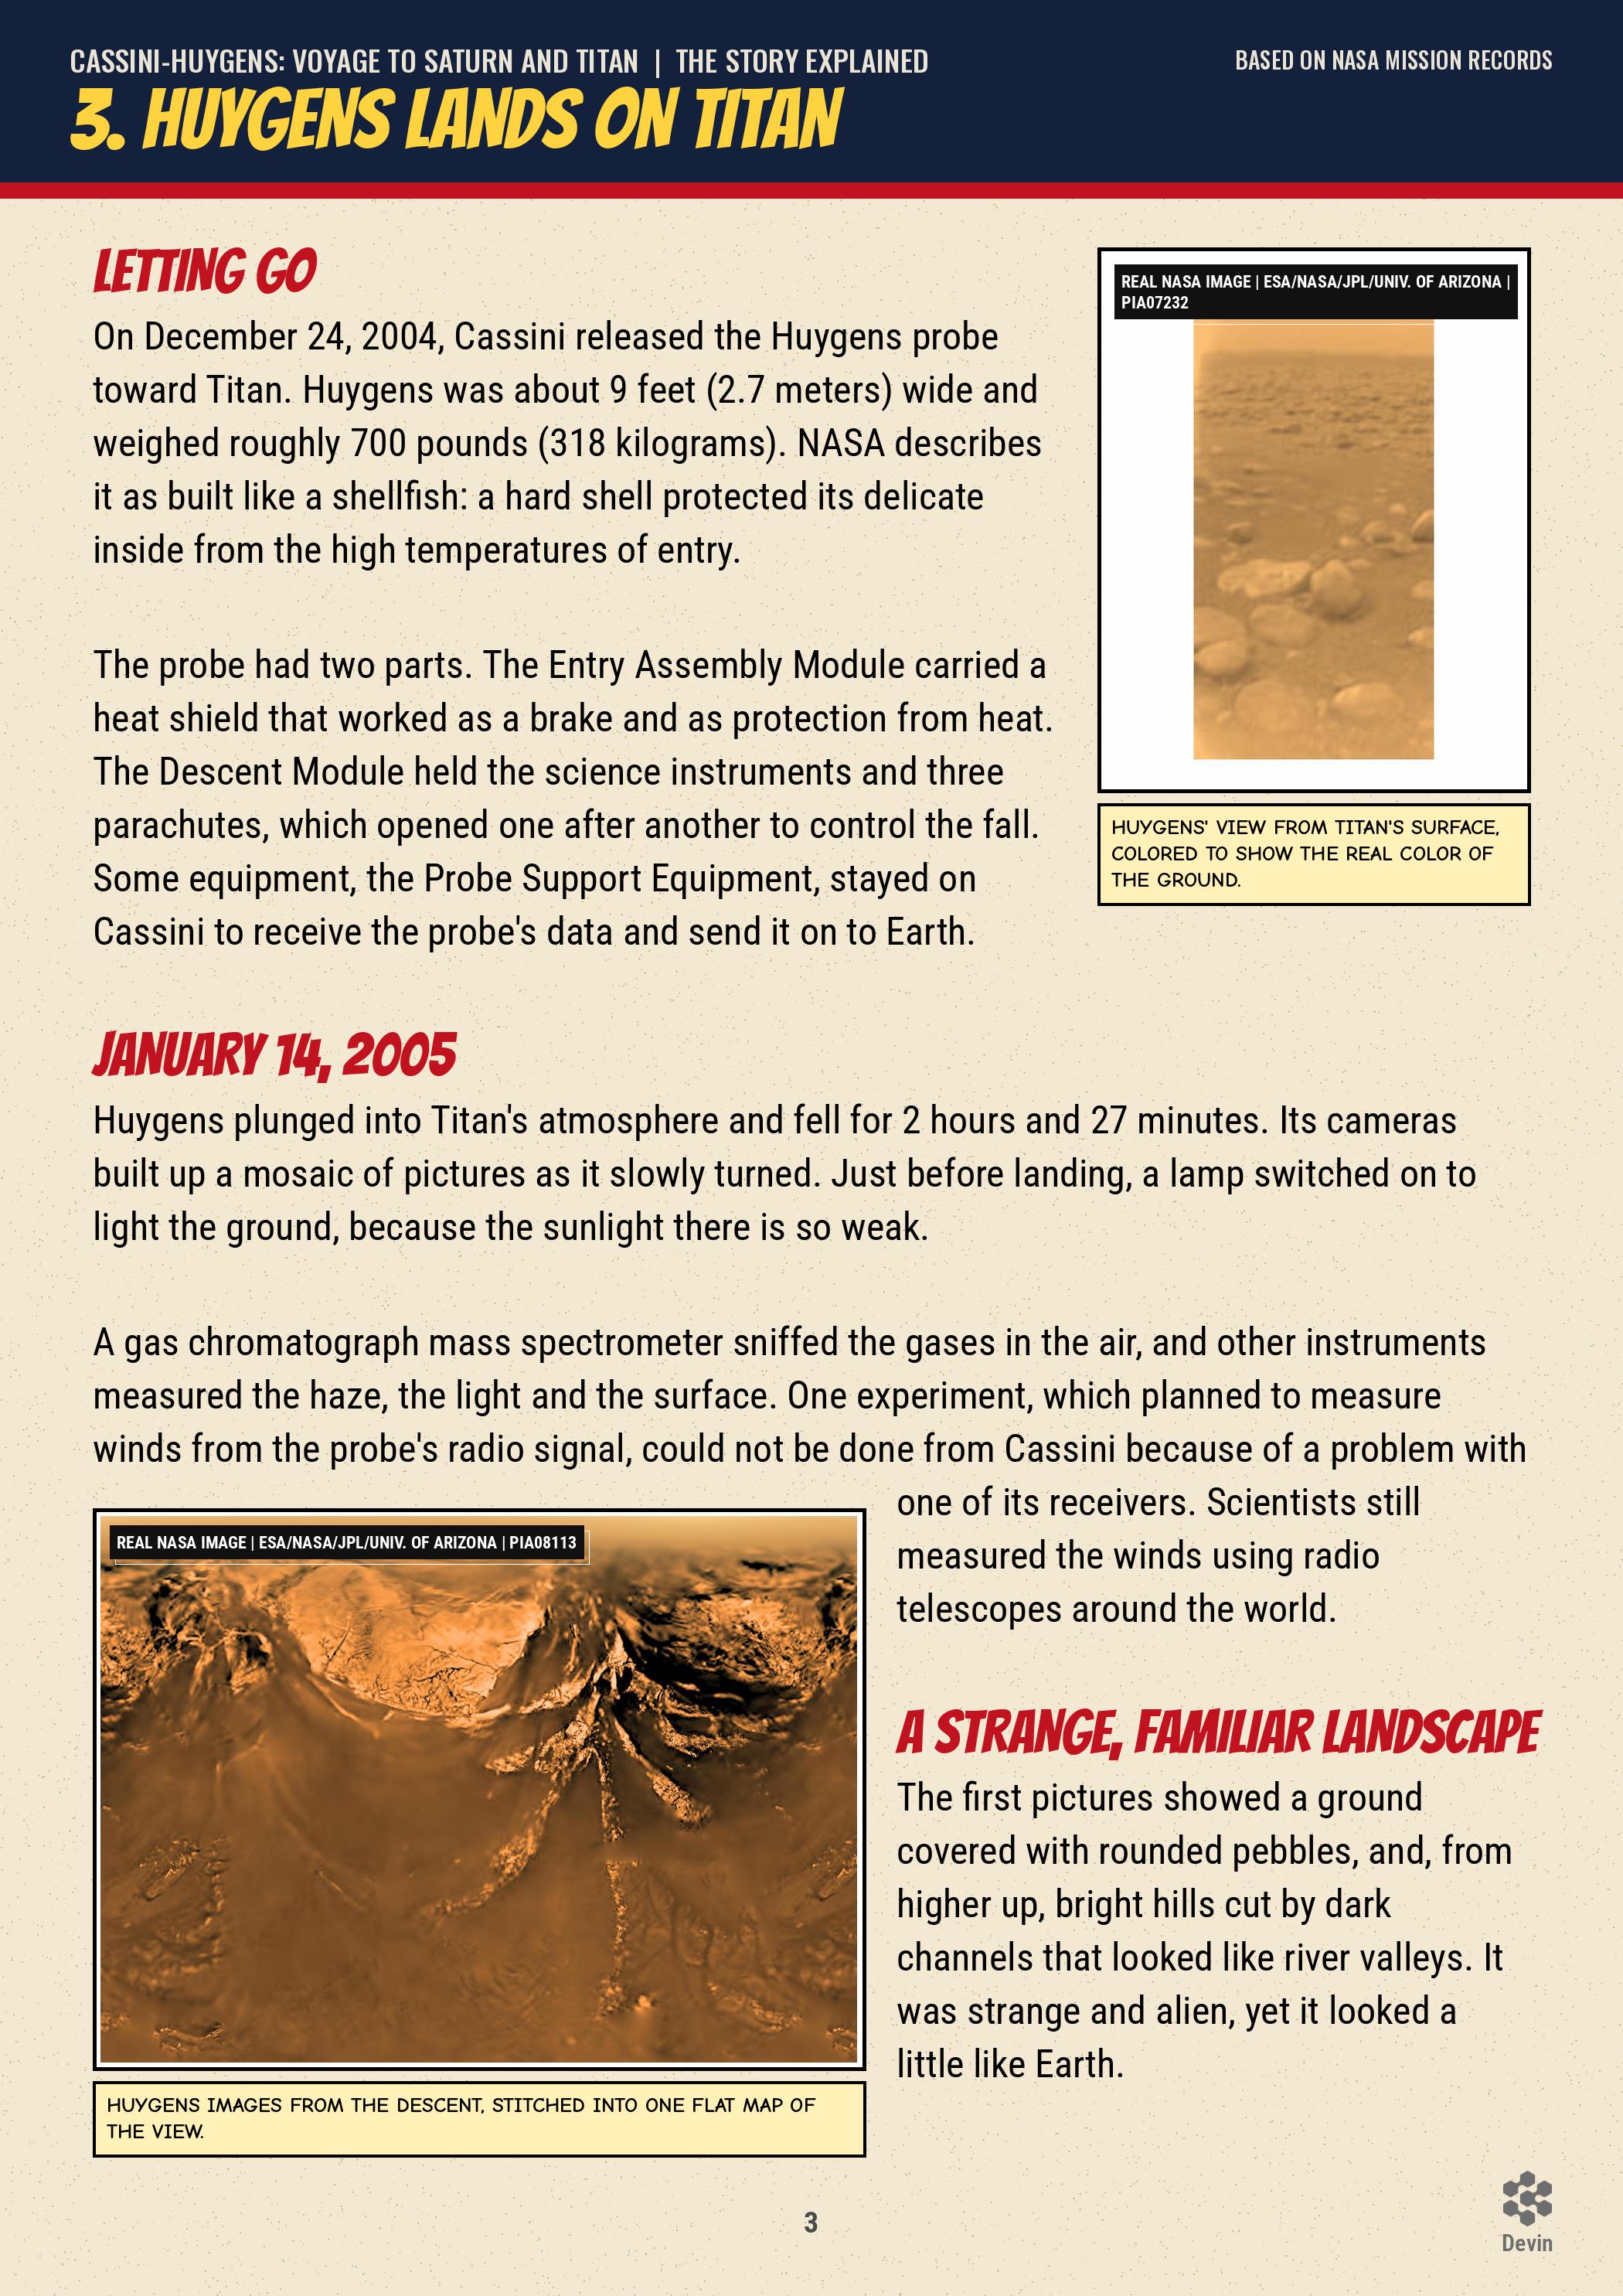 CASSINI-HUYGENS: VOYAGE TO SATURN AND TITAN | THE STORY EXPLAINED
BASED ON NASA MISSION RECORDS
3. HUYGENS LANDS ON TITAN
LETTING GO
On December 24, 2004, Cassini released the Huygens probe
toward Titan. Huygens was about 9 feet (2.7 meters) wide and
weighed roughly 700 pounds (318 kilograms). NASA describes
it as built like a shellfish: a hard shell protected its delicate
inside from the high temperatures of entry.
The probe had two parts. The Entry Assembly Module carried a
heat shield that worked as a brake and as protection from heat.
The Descent Module held the science instruments and three
parachutes, which opened one after another to control the fall.
Some equipment, the Probe Support Equipment, stayed on
Cassini to receive the probe's data and send it on to Earth.
REAL NASA IMAGE | ESA/NASA/JPL/UNIV. OF ARIZONA |
PIA07232
HUYGENS' VIEW FROM TITAN'S SURFACE,
COLORED TO SHOW THE REAL COLOR OF
THE GROUND.
JANUARY 14, 2005
Huygens plunged into Titan's atmosphere and fell for 2 hours and 27 minutes. Its cameras
built up a mosaic of pictures as it slowly turned. Just before landing, a lamp switched on to
light the ground, because the sunlight there is so weak.
A gas chromatograph mass spectrometer sniffed the gases in the air, and other instruments
measured the haze, the light and the surface. One experiment, which planned to measure
winds from the probe's radio signal, could not be done from Cassini because of a problem with
one of its receivers. Scientists still
measured the winds using radio
telescopes around the world.
REAL NASA IMAGE | ESA/NASA/JPL/UNIV. OF ARIZONA | PIA08113
HUYGENS IMAGES FROM THE DESCENT, STITCHED INTO ONE FLAT MAP OF
THE VIEW.
A STRANGE, FAMILIAR LANDSCAPE
The first pictures showed a ground
covered with rounded pebbles, and, from
higher up, bright hills cut by dark
channels that looked like river valleys. It
was strange and alien, yet it looked a
little like Earth.
3
Devin